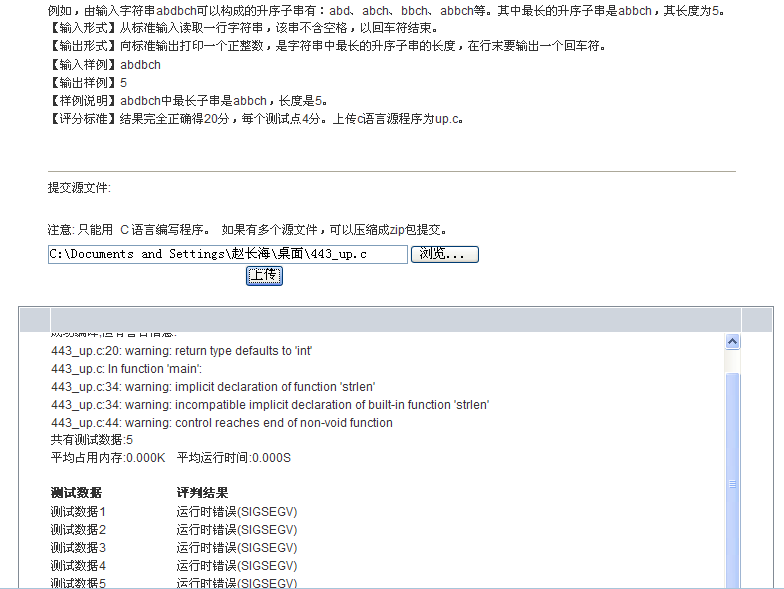 例如，由输入字符串abdbch可以构成的升序子串有：abd、abch、bbch、abbch等。其中最长的升序子串是abbch，其长度为5。
【输入形式】从标准输入读取一行字符串，该串不含空格，以回车符结束。
【输出形式】向标准输出打印一个正整数，是字符串中最长的升序子串的长度，在行末要输出一个回车符。
【输入样例】abdbch
【输出样例】5
【样例说明】abdbch中最长子串是abbch，长度是5。
【评分标准】结果完全正确得20分，每个测试点4分。上传c语言源程序为up.c。
提交源文件:
注意: 只能用 C 语言编写程序。 如果有多个源文件，可以压缩成zip包提交。
C:\Documents and Settings\赵长海\桌面\443_up.c 浏览...
上传
成功编译,但有警告信息:
443_up.c:20: warning: return type defaults to 'int'
443_up.c: In function 'main':
443_up.c:34: warning: implicit declaration of function 'strlen'
443_up.c:34: warning: incompatible implicit declaration of built-in function 'strlen'
443_up.c:44: warning: control reaches end of non-void function
共有测试数据:5
平均占用内存:0.000K 平均运行时间:0.000S
测试数据 评判结果
测试数据1 运行时错误(SIGSEGV)
测试数据2 运行时错误(SIGSEGV)
测试数据3 运行时错误(SIGSEGV)
测试数据4 运行时错误(SIGSEGV)
测试数据5 运行时错误(SIGSEGV)